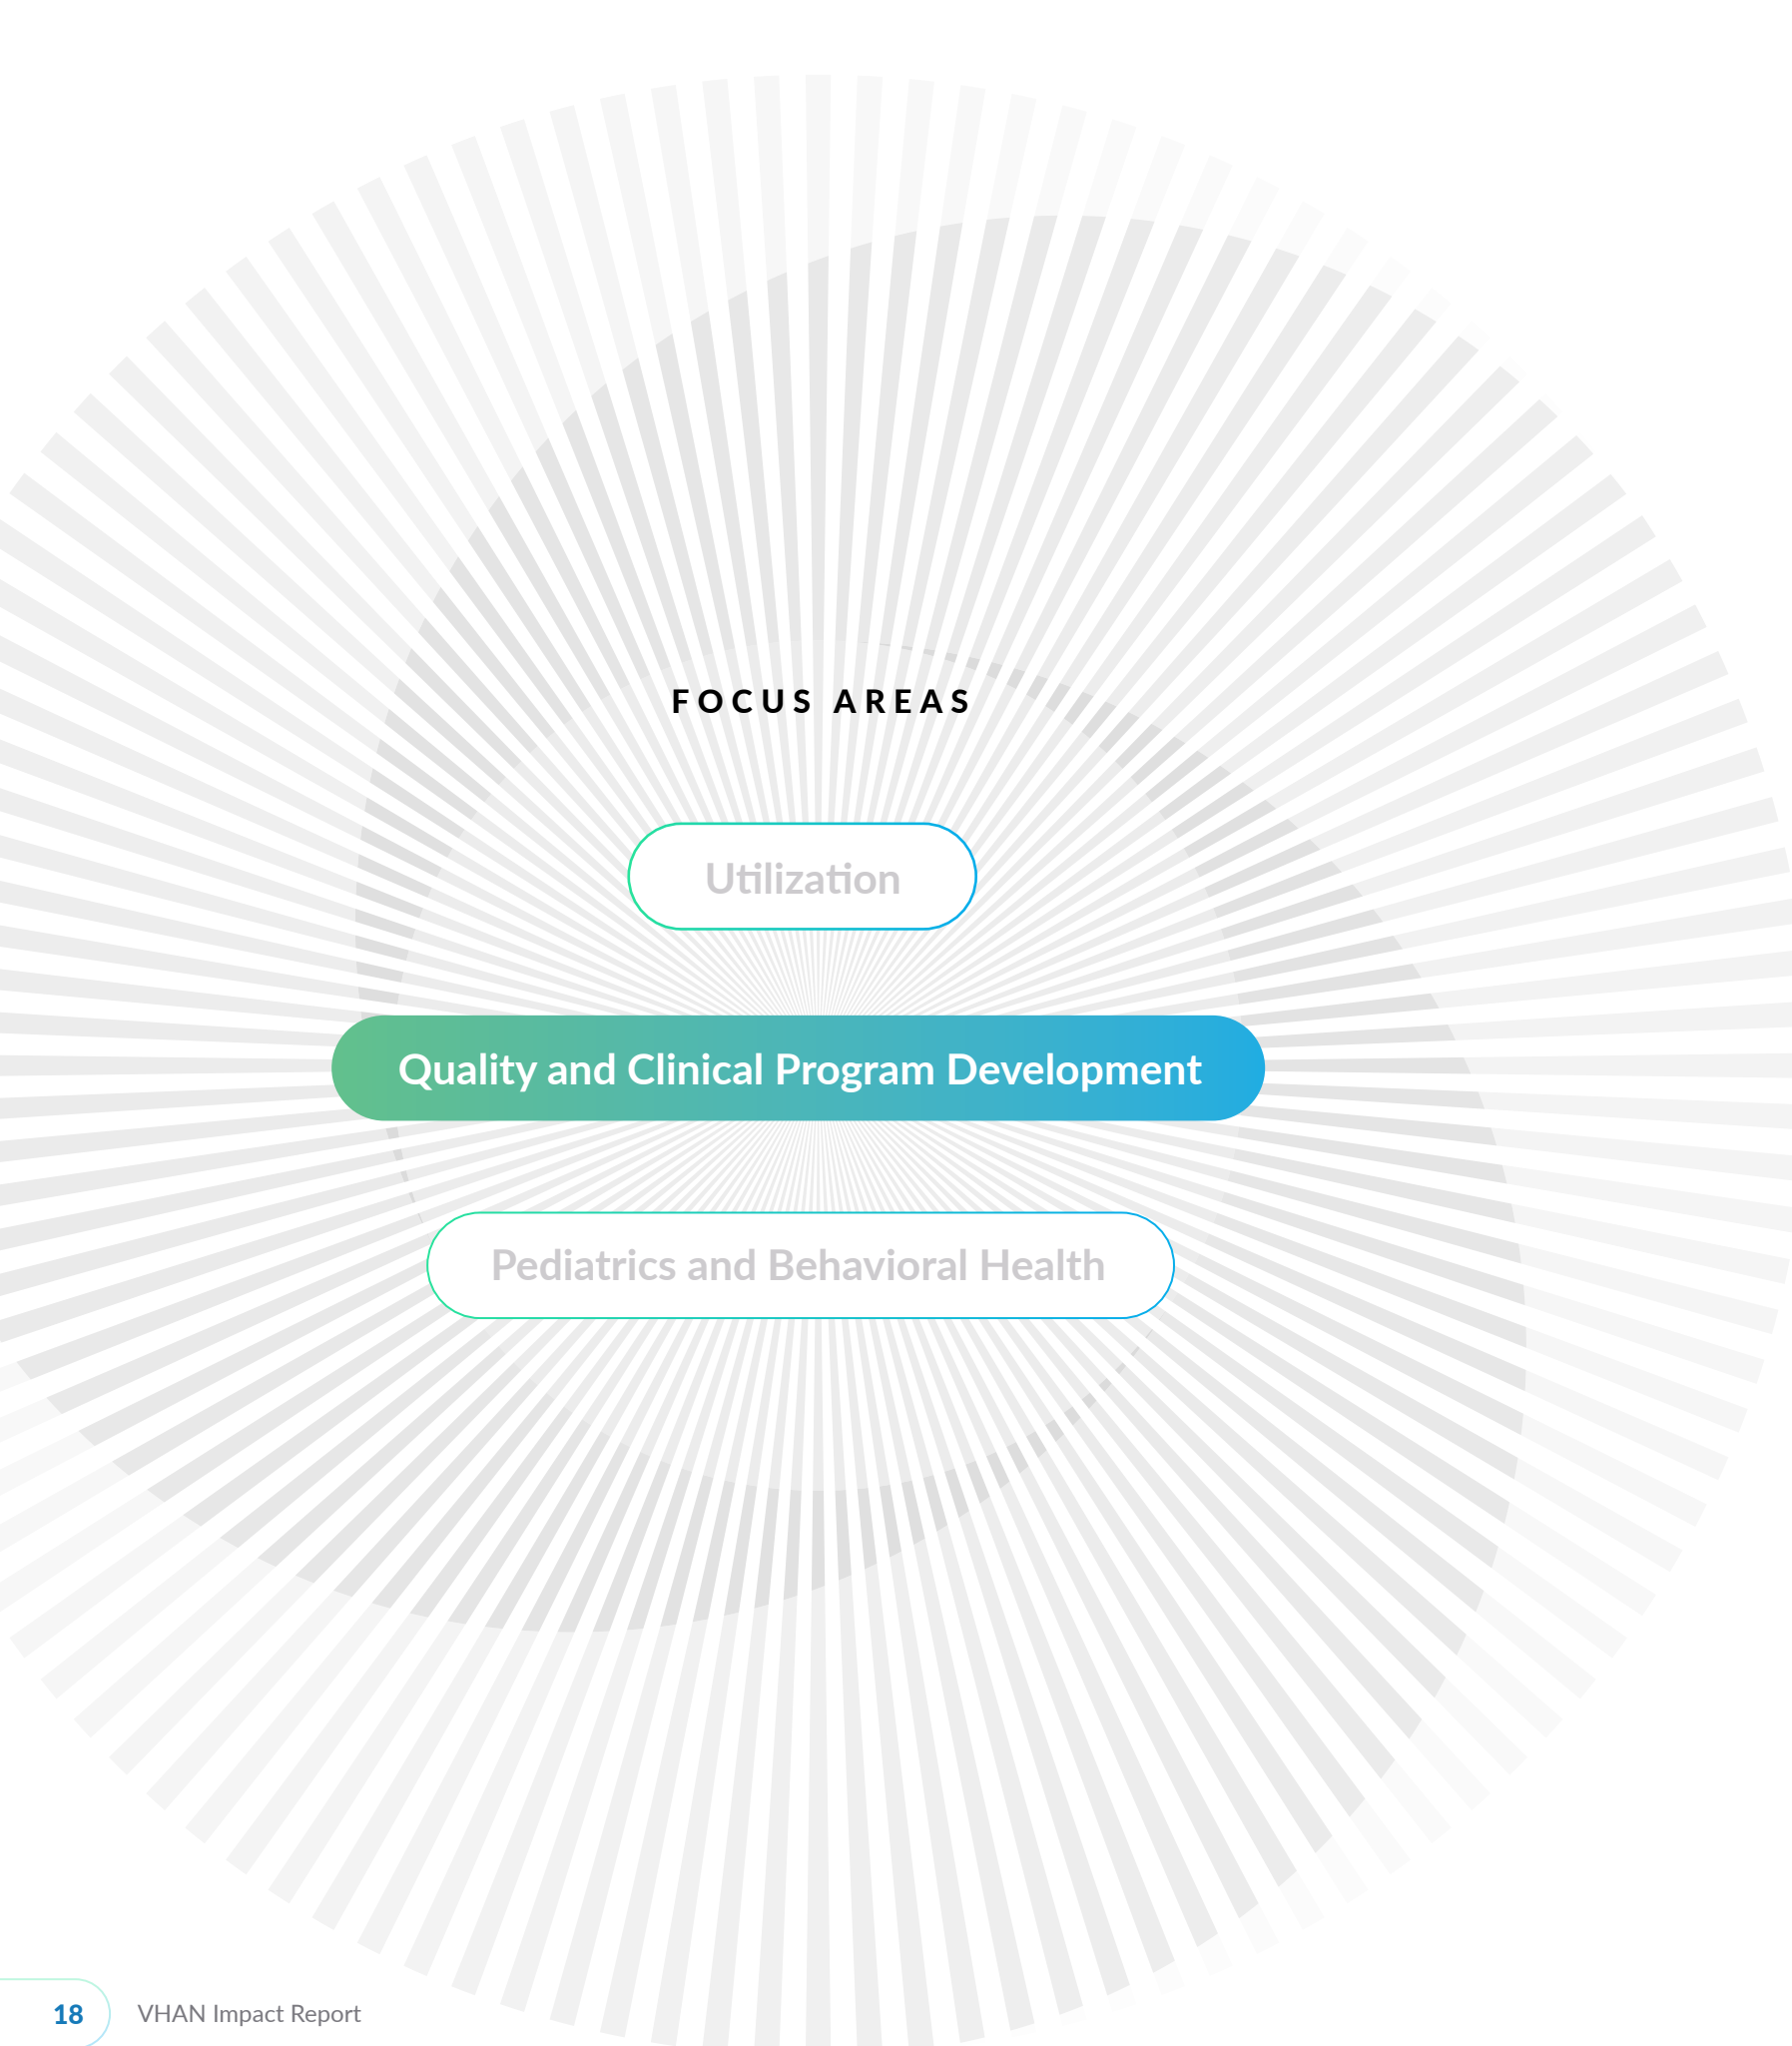 FOCUS AREAS
Utilization
Quality and Clinical Program Development
Pediatrics and Behavioral Health
18 VHAN Impact Report